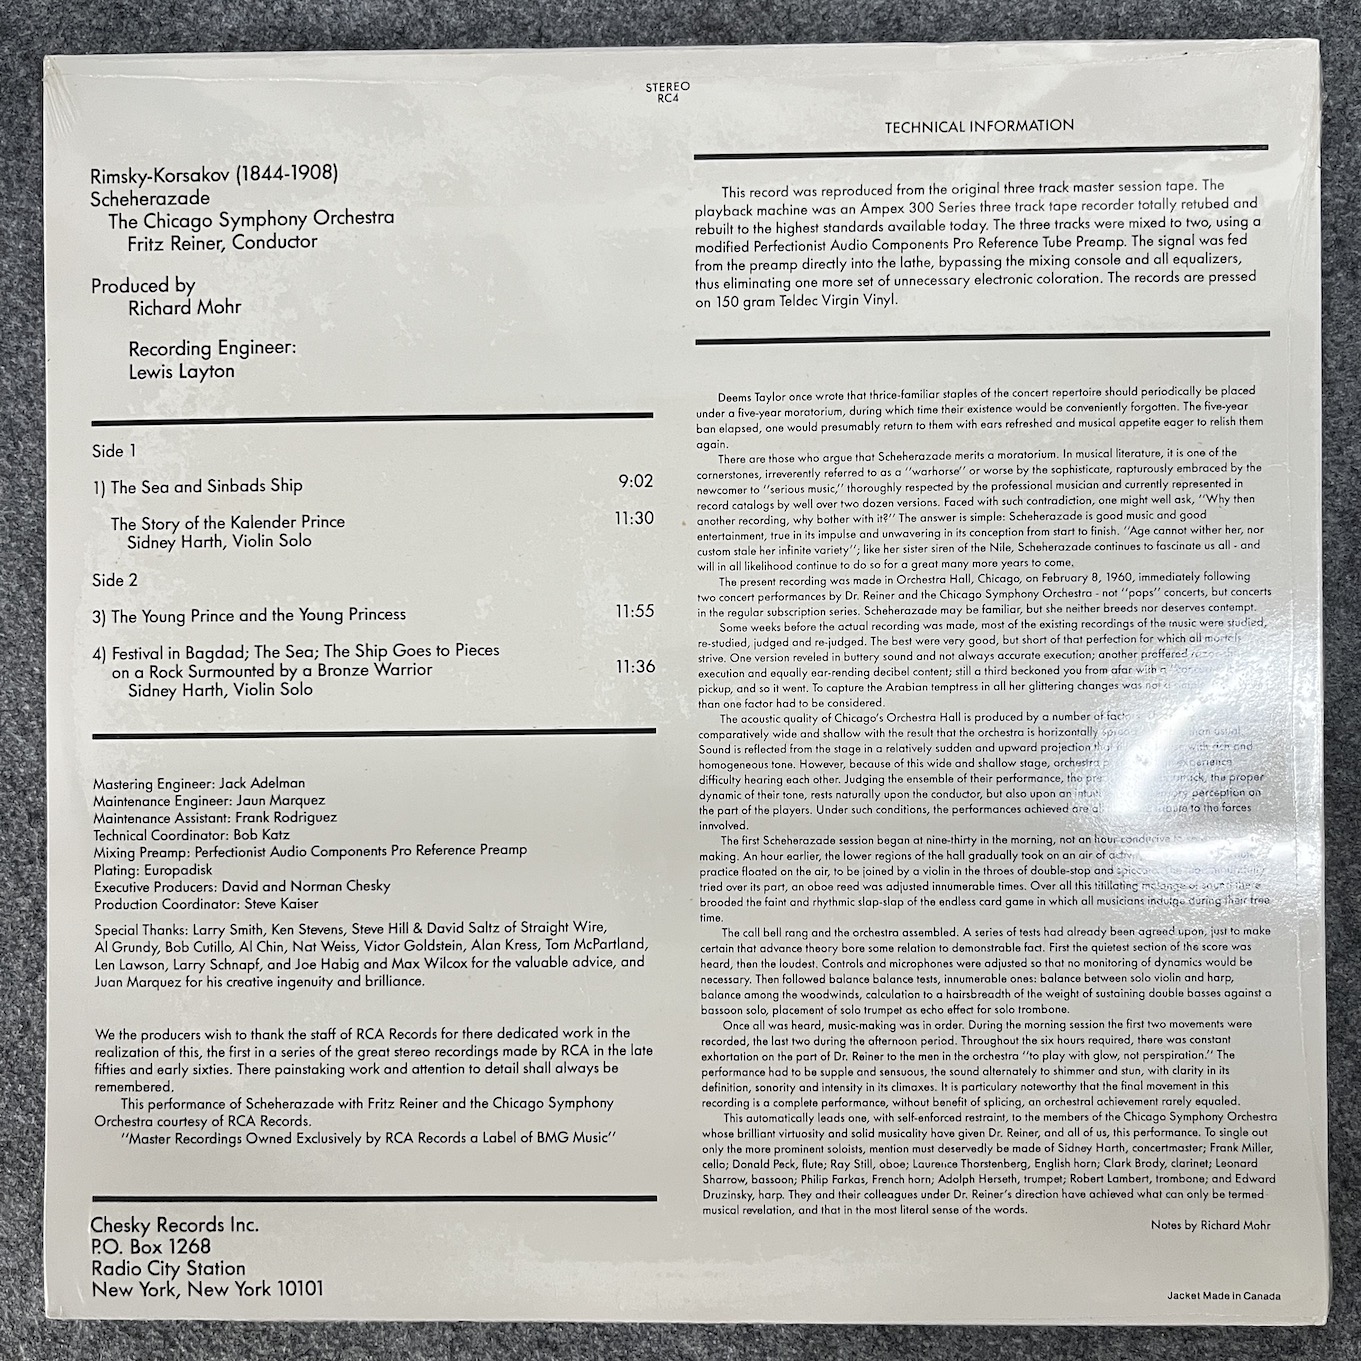 STEREO
RC4
Rimsky-Korsakov (1844-1908)
Scheherazade
The Chicago Symphony Orchestra
Fritz Reiner, Conductor
Produced by
Richard Mohr
Recording Engineer:
Lewis Layton
Side 1
1) The Sea and Sinbads Ship 9:02
The Story of the Kalender Prince 11:30
Sidney Harth, Violin Solo
Side 2
3) The Young Prince and the Young Princess 11:55
4) Festival in Bagdad; The Sea; The Ship Goes to Pieces
on a Rock Surmounted by a Bronze Warrior 11:36
Sidney Harth, Violin Solo
Mastering Engineer: Jack Adelman
Maintenance Engineer: Jaun Marquez
Maintenance Assistant: Frank Rodriguez
Technical Coordinator: Bob Katz
Mixing Preamp: Perfectionist Audio Components Pro Reference Preamp
Plating: Europadisk
Executive Producers: David and Norman Chesky
Production Coordinator: Steve Kaiser
Special Thanks: Larry Smith, Ken Stevens, Steve Hill & David Saltz of Straight Wire,
Al Grundy, Bob Cutillo, Al Chin, Nat Weiss, Victor Goldstein, Alan Kress, Tom McPartland,
Len Lawson, Larry Schnapf, and Joe Habig and Max Wilcox for the valuable advice, and
Juan Marquez for his creative ingenuity and brilliance.
We the producers wish to thank the staff of RCA Records for there dedicated work in the
realization of this, the first in a series of the great stereo recordings made by RCA in the late
fifties and early sixties. There painstaking work and attention to detail shall always be
remembered.
This performance of Scheherazade with Fritz Reiner and the Chicago Symphony
Orchestra courtesy of RCA Records.
"Master Recordings Owned Exclusively by RCA Records a Label of BMG Music"
Chesky Records Inc.
P.O. Box 1268
Radio City Station
New York, New York 10101
TECHNICAL INFORMATION
This record was reproduced from the original three track master session tape. The
playback machine was an Ampex 300 Series three track tape recorder totally retubed and
rebuilt to the highest standards available today. The three tracks were mixed to two, using a
modified Perfectionist Audio Components Pro Reference Tube Preamp. The signal was fed
from the preamp directly into the lathe, bypassing the mixing console and all equalizers,
thus eliminating one more set of unnecessary electronic coloration. The records are pressed
on 150 gram Teldec Virgin Vinyl.
Deems Taylor once wrote that thrice-familiar staples of the concert repertoire should periodically be placed
under a five-year moratorium, during which time their existence would be conveniently forgotten. The five-year
ban elapsed, one would presumably return to them with ears refreshed and musical appetite eager to relish them
again.
There are those who argue that Scheherazade merits a moratorium. In musical literature, it is one of the
cornerstones, irreverently referred to as a "warhorse" or worse by the sophisticate, rapturously embraced by the
newcomer to "serious music," thoroughly respected by the professional musician and currently represented in
record catalogs by well over two dozen versions. Faced with such contradiction, one might well ask, "Why then
another recording, why bother with it?" The answer is simple: Scheherazade is good music and good
entertainment, true in its impulse and unwavering in its conception from start to finish. "Age cannot wither her, nor
custom stale her infinite variety"; like her sister siren of the Nile, Scheherazade continues to fascinate us all - and
will in all likelihood continue to do so for a great many more years to come.
The present recording was made in Orchestra Hall, Chicago, on February 8, 1960, immediately following
two concert performances by Dr. Reiner and the Chicago Symphony Orchestra - not "pops" concerts, but concerts
in the regular subscription series. Scheherazade may be familiar, but she neither breeds nor deserves contempt.
Some weeks before the actual recording was made, most of the existing recordings of the music were studied,
re-studied, judged and re-judged. The best were very good, but short of that perfection for which all mortals
strive. One version reveled in buttery sound and not always accurate execution; another proffered
execution and equally ear-rending decibel content; still a third beckoned you from afar with
pickup, and so it went. To capture the Arabian temptress in all her glittering changes was not
than one factor had to be considered.
The acoustic quality of Chicago's Orchestra Hall is produced by a number of
comparatively wide and shallow with the result that the orchestra is horizontally than usual.
Sound is reflected from the stage in a relatively sudden and upward projection with rich and
homogeneous tone. However, because of this wide and shallow stage, orchestra experience
difficulty hearing each other. Judging the ensemble of their performance, the the proper
dynamic of their tone, rests naturally upon the conductor, but also upon an perception on
the part of the players. Under such conditions, the performances achieved are to the forces
innvolved.
The first Scheherazade session began at nine-thirty in the morning, not an hour conducive
making. An hour earlier, the lower regions of the hall gradually took on an air of
practice floated on the air, to be joined by a violin in the throes of double-stop and
tried over its part, an oboe reed was adjusted innumerable times. Over all this titillating melange of sound there
brooded the faint and rhythmic slap-slap of the endless card game in which all musicians indulge during their free
time.
The call bell rang and the orchestra assembled. A series of tests had already been agreed upon, just to make
certain that advance theory bore some relation to demonstrable fact. First the quietest section of the score was
heard, then the loudest. Controls and microphones were adjusted so that no monitoring of dynamics would be
necessary. Then followed balance balance tests, innumerable ones: balance between solo violin and harp,
balance among the woodwinds, calculation to a hairsbreadth of the weight of sustaining double basses against a
bassoon solo, placement of solo trumpet as echo effect for solo trombone.
Once all was heard, music-making was in order. During the morning session the first two movements were
recorded, the last two during the afternoon period. Throughout the six hours required, there was constant
exhortation on the part of Dr. Reiner to the men in the orchestra "to play with glow, not perspiration." The
performance had to be supple and sensuous, the sound alternately to shimmer and stun, with clarity in its
definition, sonority and intensity in its climaxes. It is particulary noteworthy that the final movement in this
recording is a complete performance, without benefit of splicing, an orchestral achievement rarely equaled.
This automatically leads one, with self-enforced restraint, to the members of the Chicago Symphony Orchestra
whose brilliant virtuosity and solid musicality have given Dr. Reiner, and all of us, this performance. To single out
only the more prominent soloists, mention must deservedly be made of Sidney Harth, concertmaster; Frank Miller,
cello; Donald Peck, flute; Ray Still, oboe; Laurence Thorstenberg, English horn; Clark Brody, clarinet; Leonard
Sharrow, bassoon; Philip Farkas, French horn; Adolph Herseth, trumpet; Robert Lambert, trombone; and Edward
Druzinsky, harp. They and their colleagues under Dr. Reiner's direction have achieved what can only be termed
musical revelation, and that in the most literal sense of the words.
Notes by Richard Mohr
Jacket Made in Canada